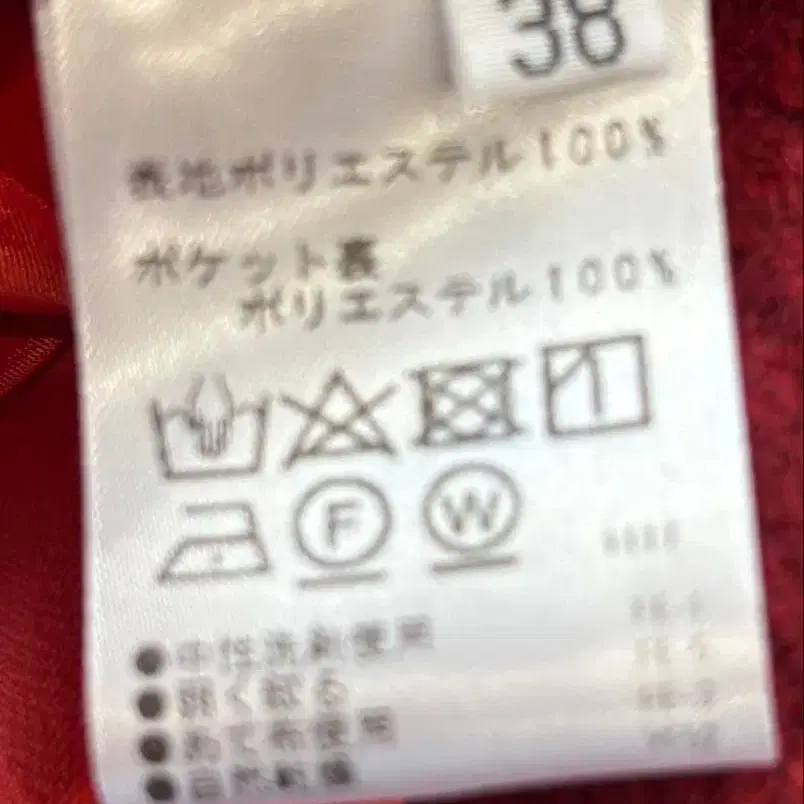 38
表地ポリエステル100%
ポケット裏
ポリエステル100%
F W
●中性洗剤使用
●弱く絞る
●あて布使用
●自然乾燥